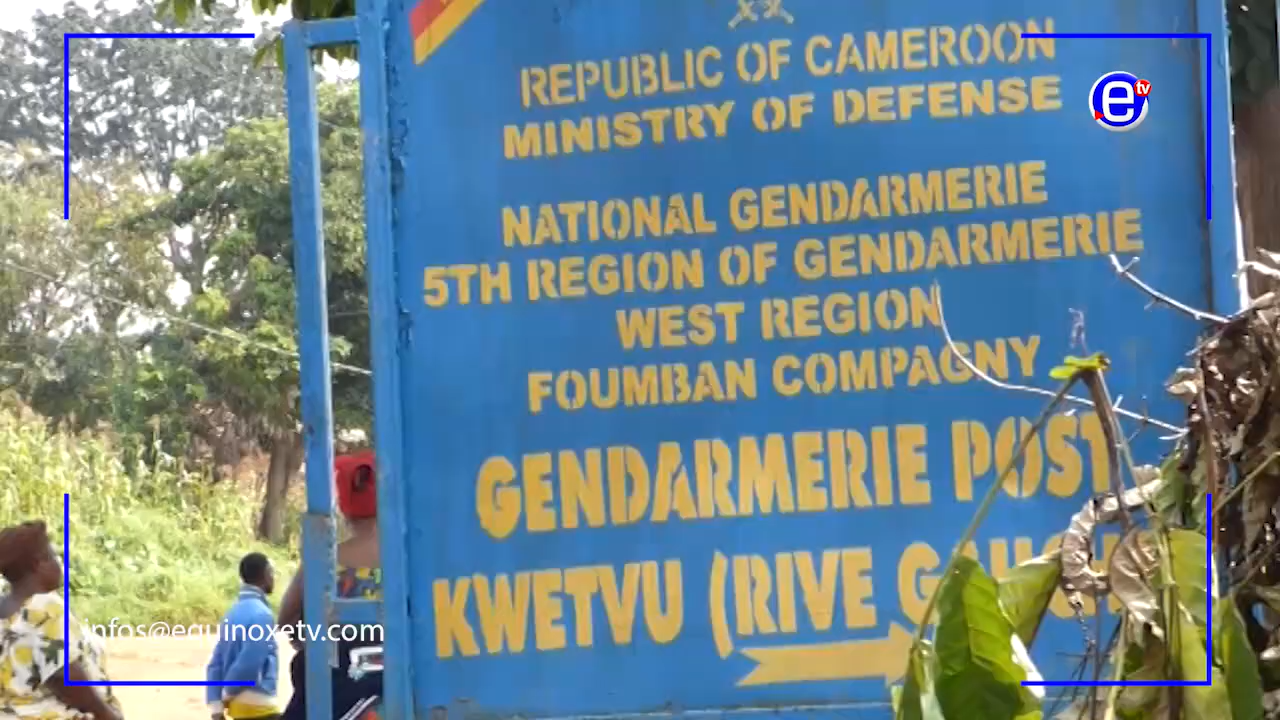 REPUBLIC OF CAMEROON
MINISTRY OF DEFENSE
e tv
NATIONAL GENDARMERIE
5TH REGION OF GENDARMERIE
WEST REGION
FOUMBAN COMPAGNY
GENDARMERIE POST
KWETVU (RIVE
infos@equinoxetv.com